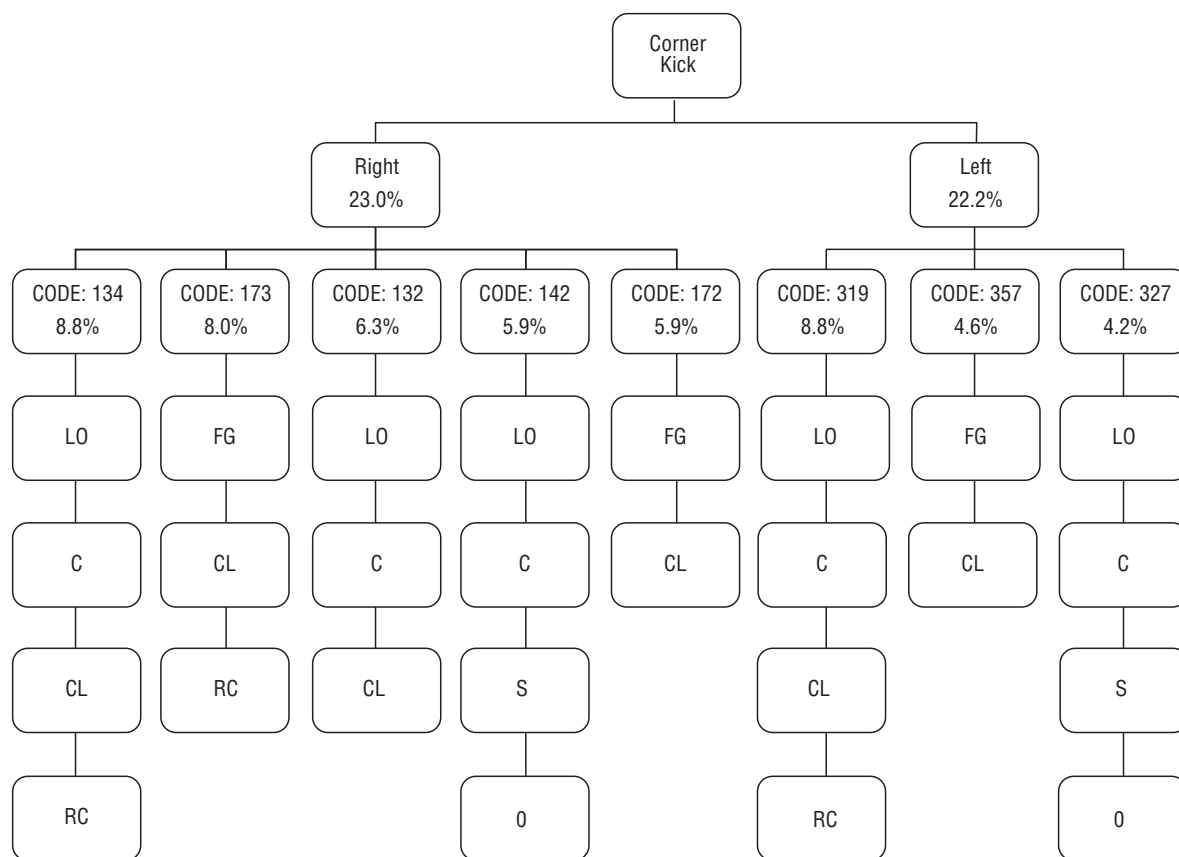 Corner
Kick
Right
23.0%
Left
22.2%
CODE: 134
8.8%
CODE: 173
8.0%
CODE: 132
6.3%
CODE: 142
5.9%
CODE: 172
5.9%
CODE: 319
8.8%
CODE: 357
4.6%
CODE: 327
4.2%
LO
FG
LO
LO
FG
LO
FG
LO
C
CL
C
C
CL
C
CL
C
CL
RC
CL
S
CL
S
RC
0
RC
0